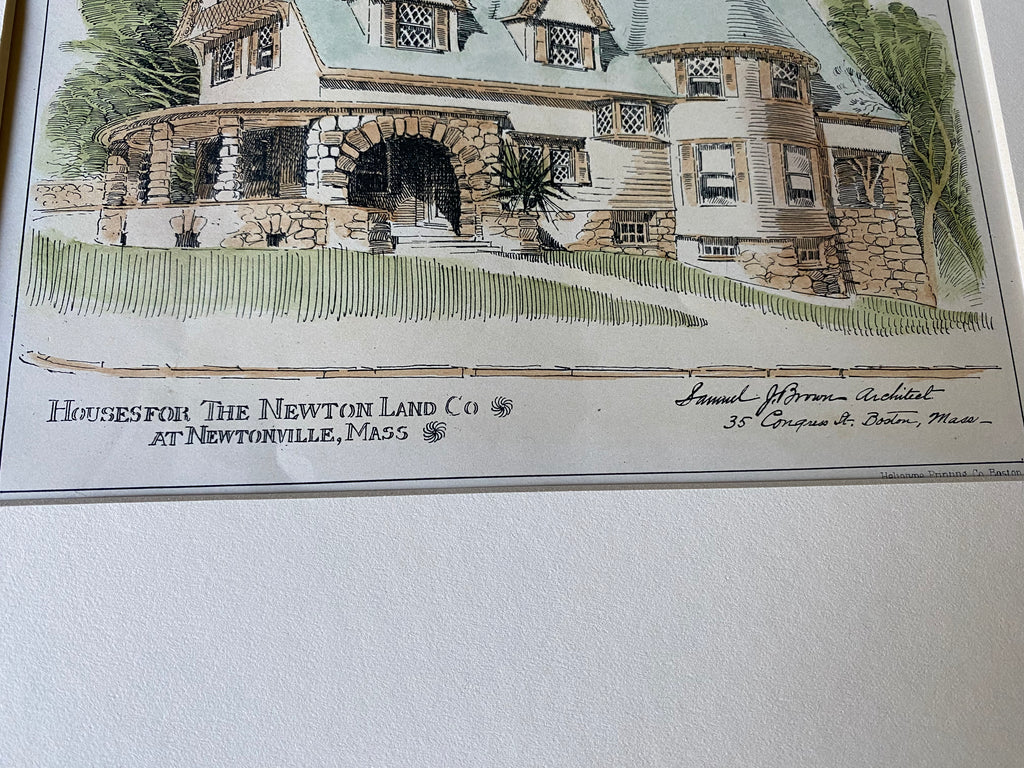 HOUSES FOR THE NEWTON LAND CO
AT NEWTONVILLE, MASS
Samuel J. Brown Architect
35 Congress St. Boston, Mass—
Heliotype Printing Co. Boston